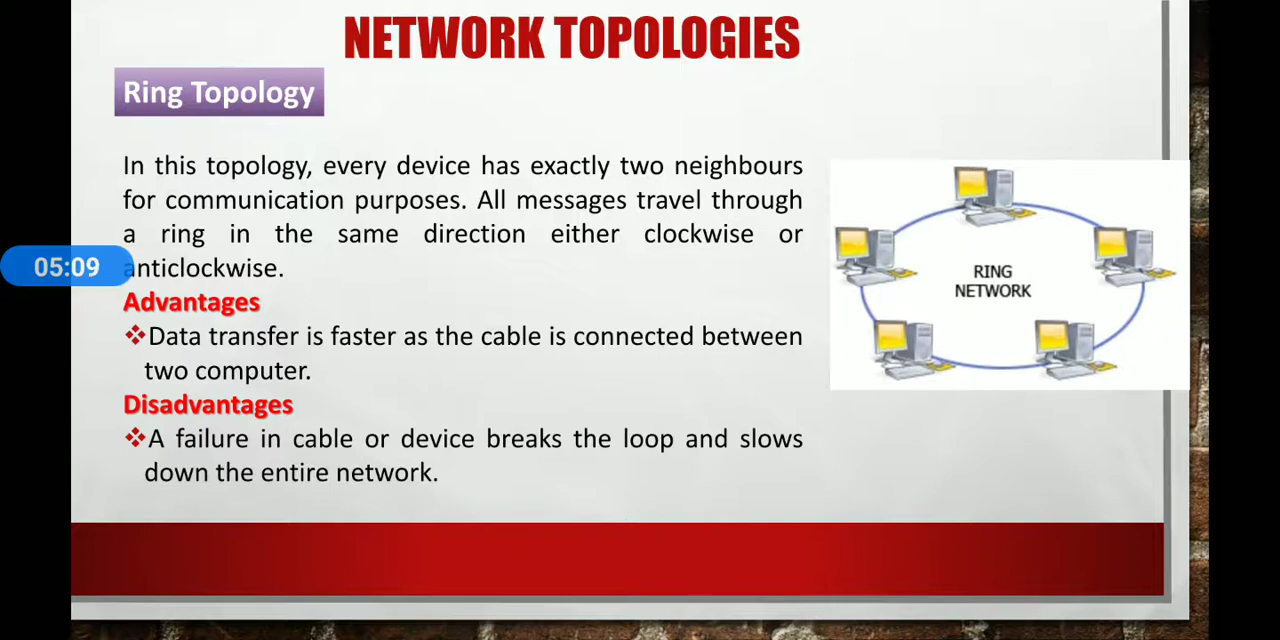 NETWORK TOPOLOGIES
Ring Topology
In this topology, every device has exactly two neighbours
for communication purposes. All messages travel through
a ring in the same direction either clockwise or
anticlockwise.
05:09
Advantages
❖Data transfer is faster as the cable is connected between
two computer.
Disadvantages
❖A failure in cable or device breaks the loop and slows
down the entire network.
RING
NETWORK